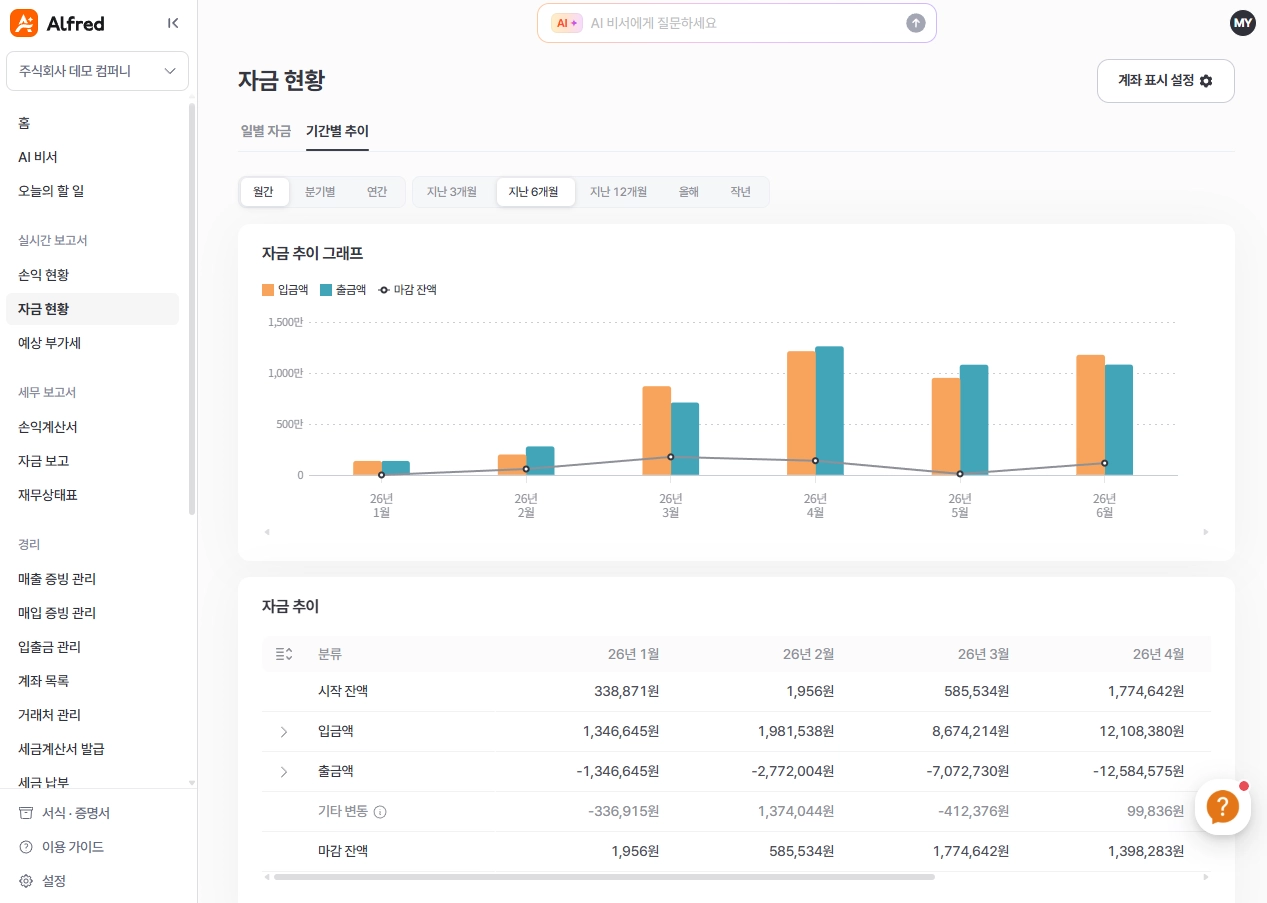 Alfred
AI
AI 비서에게 질문하세요
MY
주식회사 데모 컴퍼니
홈
AI 비서
오늘의 할 일
실시간 보고서
손익 현황
자금 현황
예상 부가세
세무 보고서
손익계산서
자금 보고
재무상태표
경리
매출 증빙 관리
매입 증빙 관리
입출금 관리
계좌 목록
거래처 관리
세금계산서 발급
세금 납부
서식 · 증명서
이용 가이드
설정
자금 현황
계좌 표시 설정
일별 자금 기간별 추이
월간 분기별 연간 지난 3개월 지난 6개월 지난 12개월 올해 작년
자금 추이 그래프
입금액 출금액 마감 잔액
1,500만
1,000만
500만
0
26년 26년 26년 26년 26년 26년
1월 2월 3월 4월 5월 6월
자금 추이
분류 26년 1월 26년 2월 26년 3월 26년 4월
시작 잔액 338,871원 1,956원 585,534원 1,774,642원
입금액 1,346,645원 1,981,538원 8,674,214원 12,108,380원
출금액 -1,346,645원 -2,772,004원 -7,072,730원 -12,584,575원
기타 변동 -336,915원 1,374,044원 -412,376원 99,836원
마감 잔액 1,956원 585,534원 1,774,642원 1,398,283원